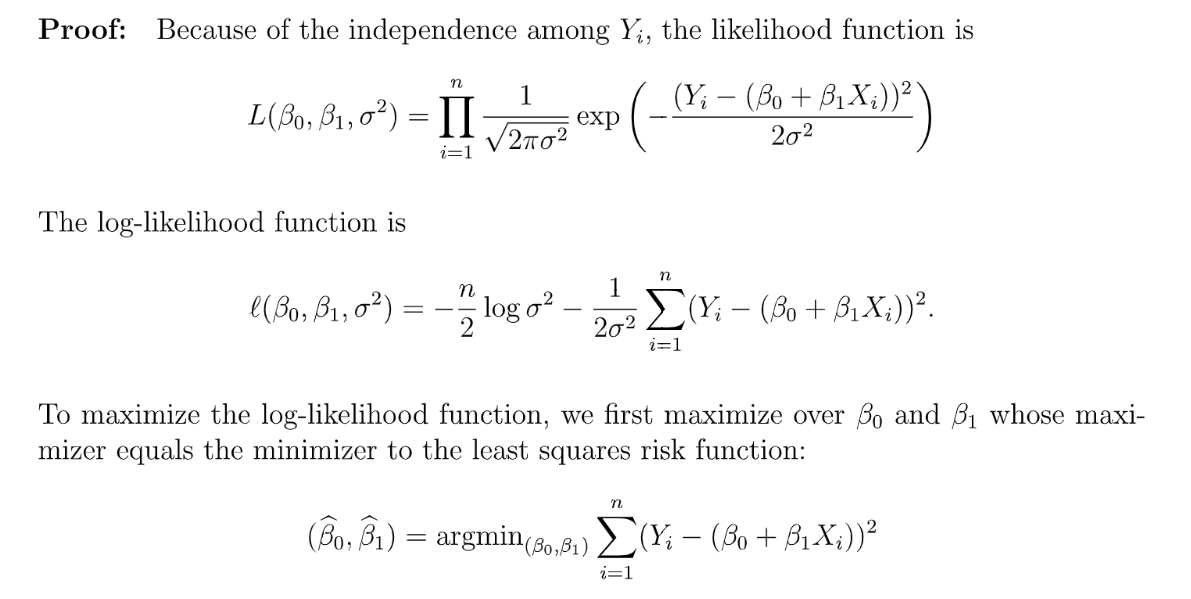 Proof: Because of the independence among $Y_i$, the likelihood function is
$$L(\beta_0, \beta_1, \sigma^2) = \prod_{i=1}^{n} \frac{1}{\sqrt{2\pi\sigma^2}} \exp\left(-\frac{(Y_i - (\beta_0 + \beta_1 X_i))^2}{2\sigma^2}\right)$$
The log-likelihood function is
$$\ell(\beta_0, \beta_1, \sigma^2) = -\frac{n}{2} \log \sigma^2 - \frac{1}{2\sigma^2} \sum_{i=1}^{n} (Y_i - (\beta_0 + \beta_1 X_i))^2.$$
To maximize the log-likelihood function, we first maximize over $\beta_0$ and $\beta_1$ whose maxi-
mizer equals the minimizer to the least squares risk function:
$$(\widehat{\beta}_0, \widehat{\beta}_1) = \text{argmin}_{(\beta_0, \beta_1)} \sum_{i=1}^{n} (Y_i - (\beta_0 + \beta_1 X_i))^2$$